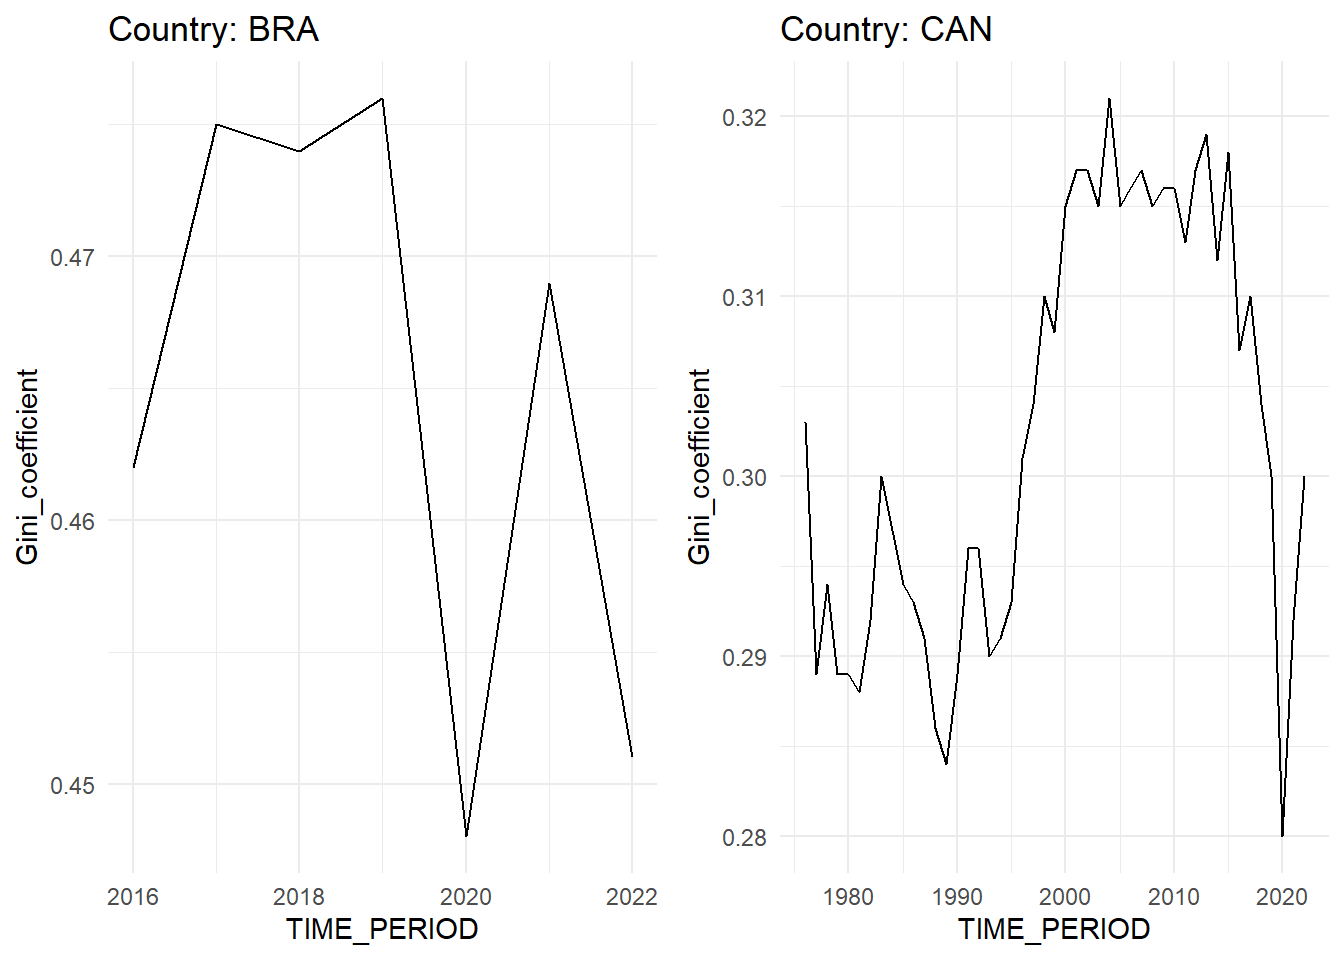 Country: BRA
Gini_coefficient
0.47
0.46
0.45
2016 2018 2020 2022
TIME_PERIOD
Country: CAN
Gini_coefficient
0.32
0.31
0.30
0.29
0.28
1980 1990 2000 2010 2020
TIME_PERIOD